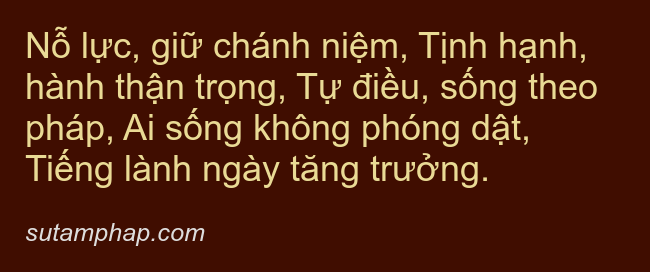 Nỗ lực, giữ chánh niệm, Tịnh hạnh,
hành thận trọng, Tự điều, sống theo
pháp, Ai sống không phóng dật,
Tiếng lành ngày tăng trưởng.
sutamphap.com